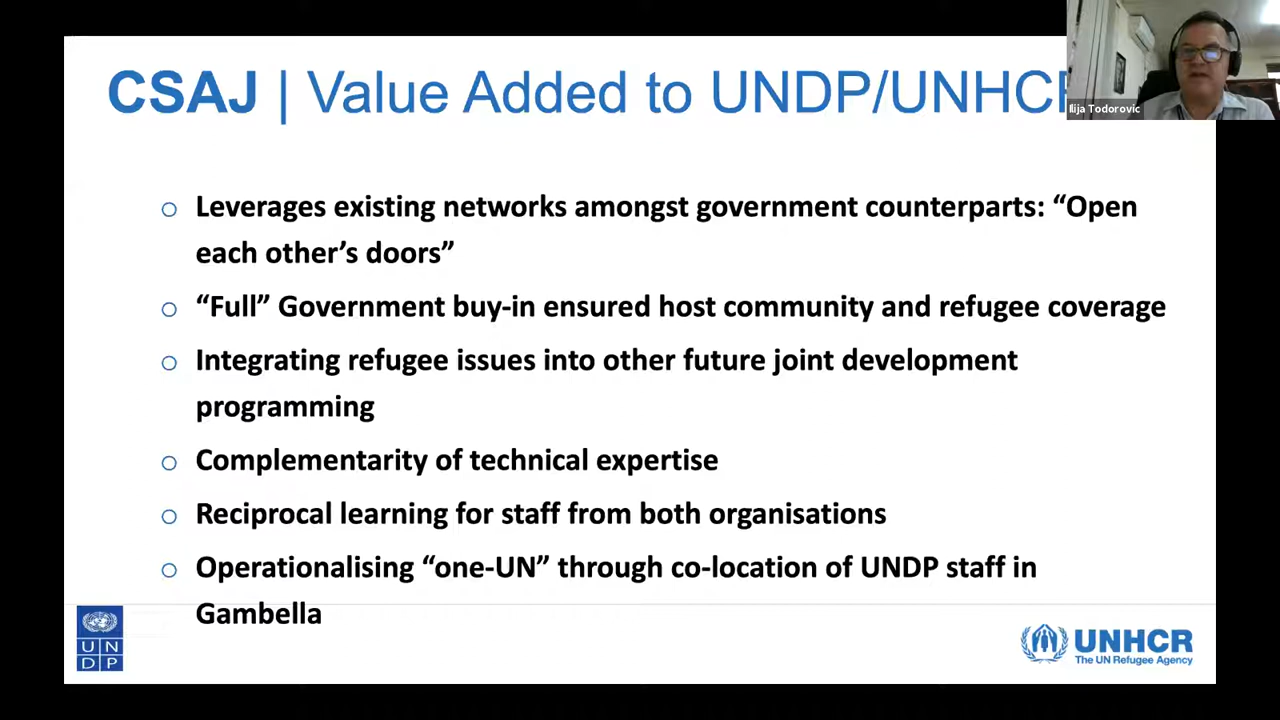 CSAJ | Value Added to UNDP/UNHCR
Ilija Todorovic
Leverages existing networks amongst government counterparts: “Open
each other’s doors”
“Full” Government buy-in ensured host community and refugee coverage
Integrating refugee issues into other future joint development
programming
Complementarity of technical expertise
Reciprocal learning for staff from both organisations
Operationalising “one-UN” through co-location of UNDP staff in
Gambella
UN
DP
UNHCR
The UN Refugee Agency